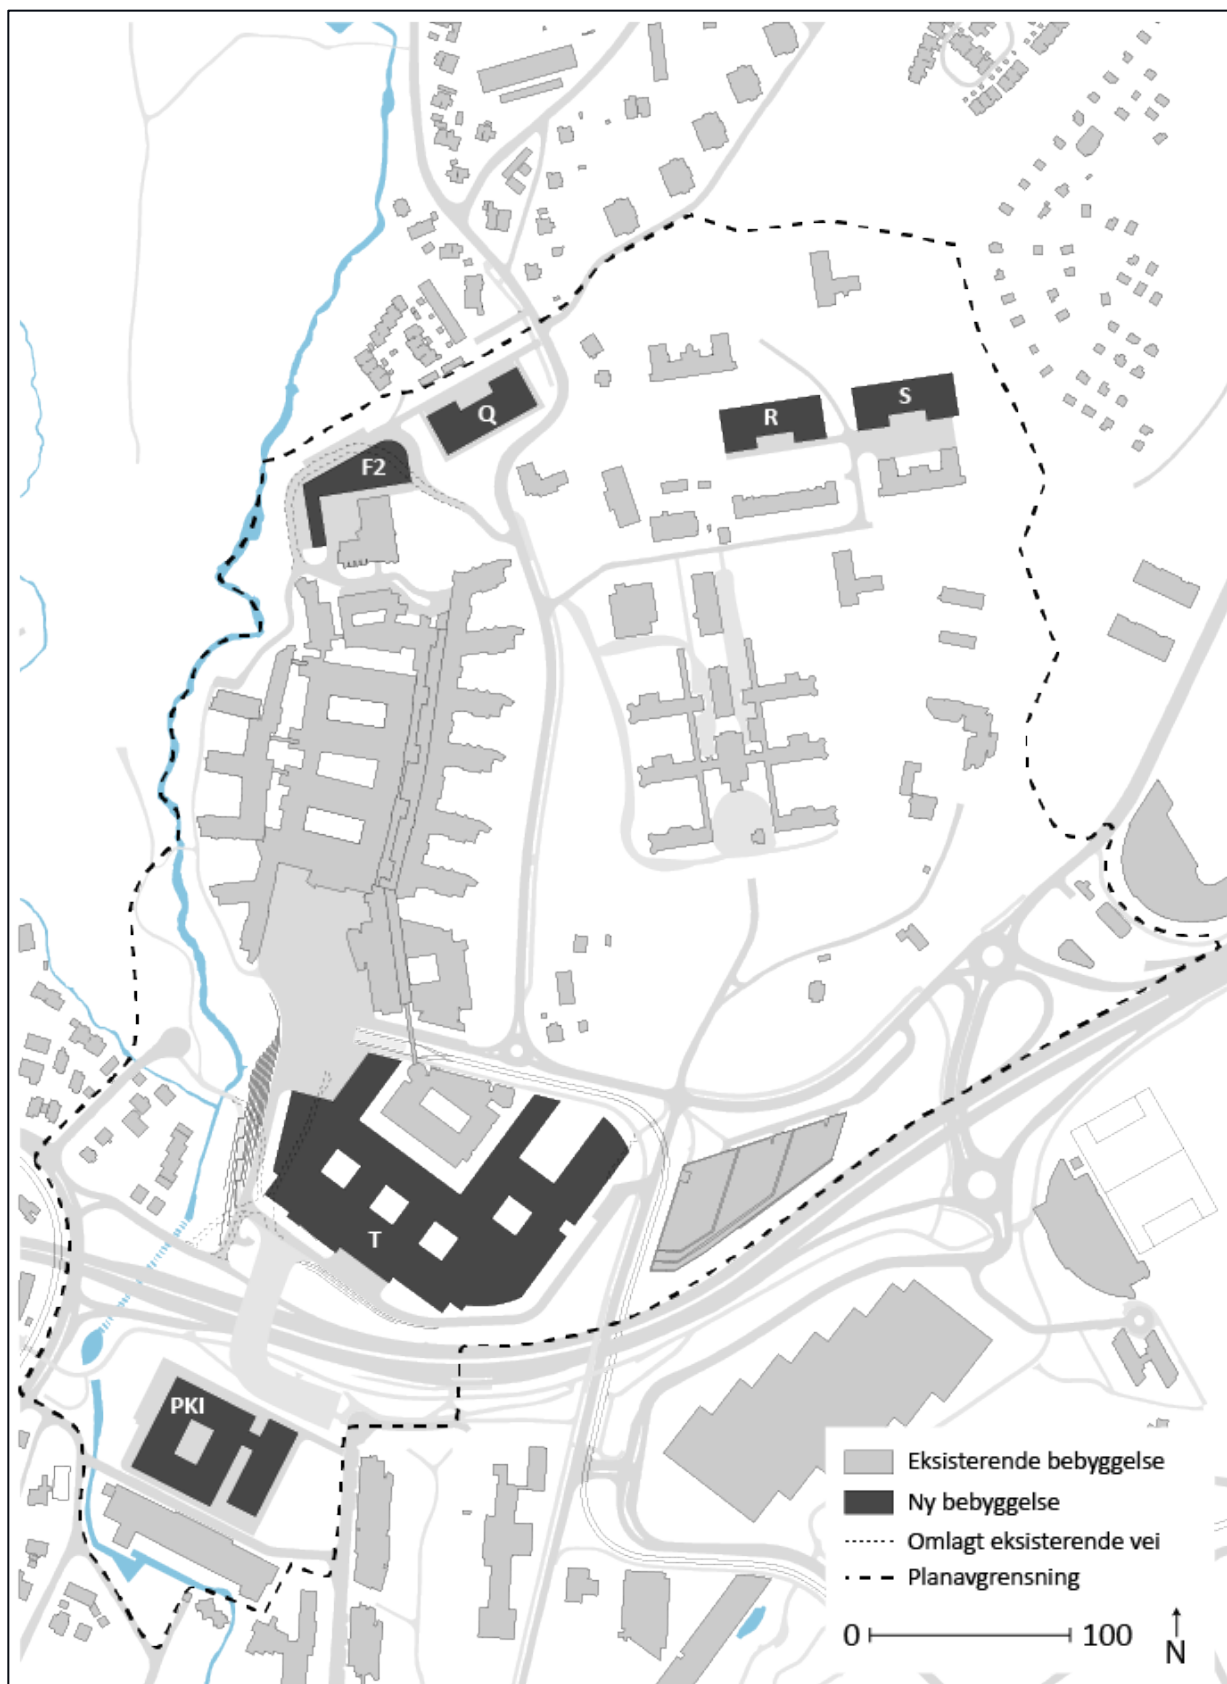 S
R
Q
F2
T
PKI
Eksisterende bebyggelse
Ny bebyggelse
Omlagt eksisterende vei
Planavgrensning
0 100
N